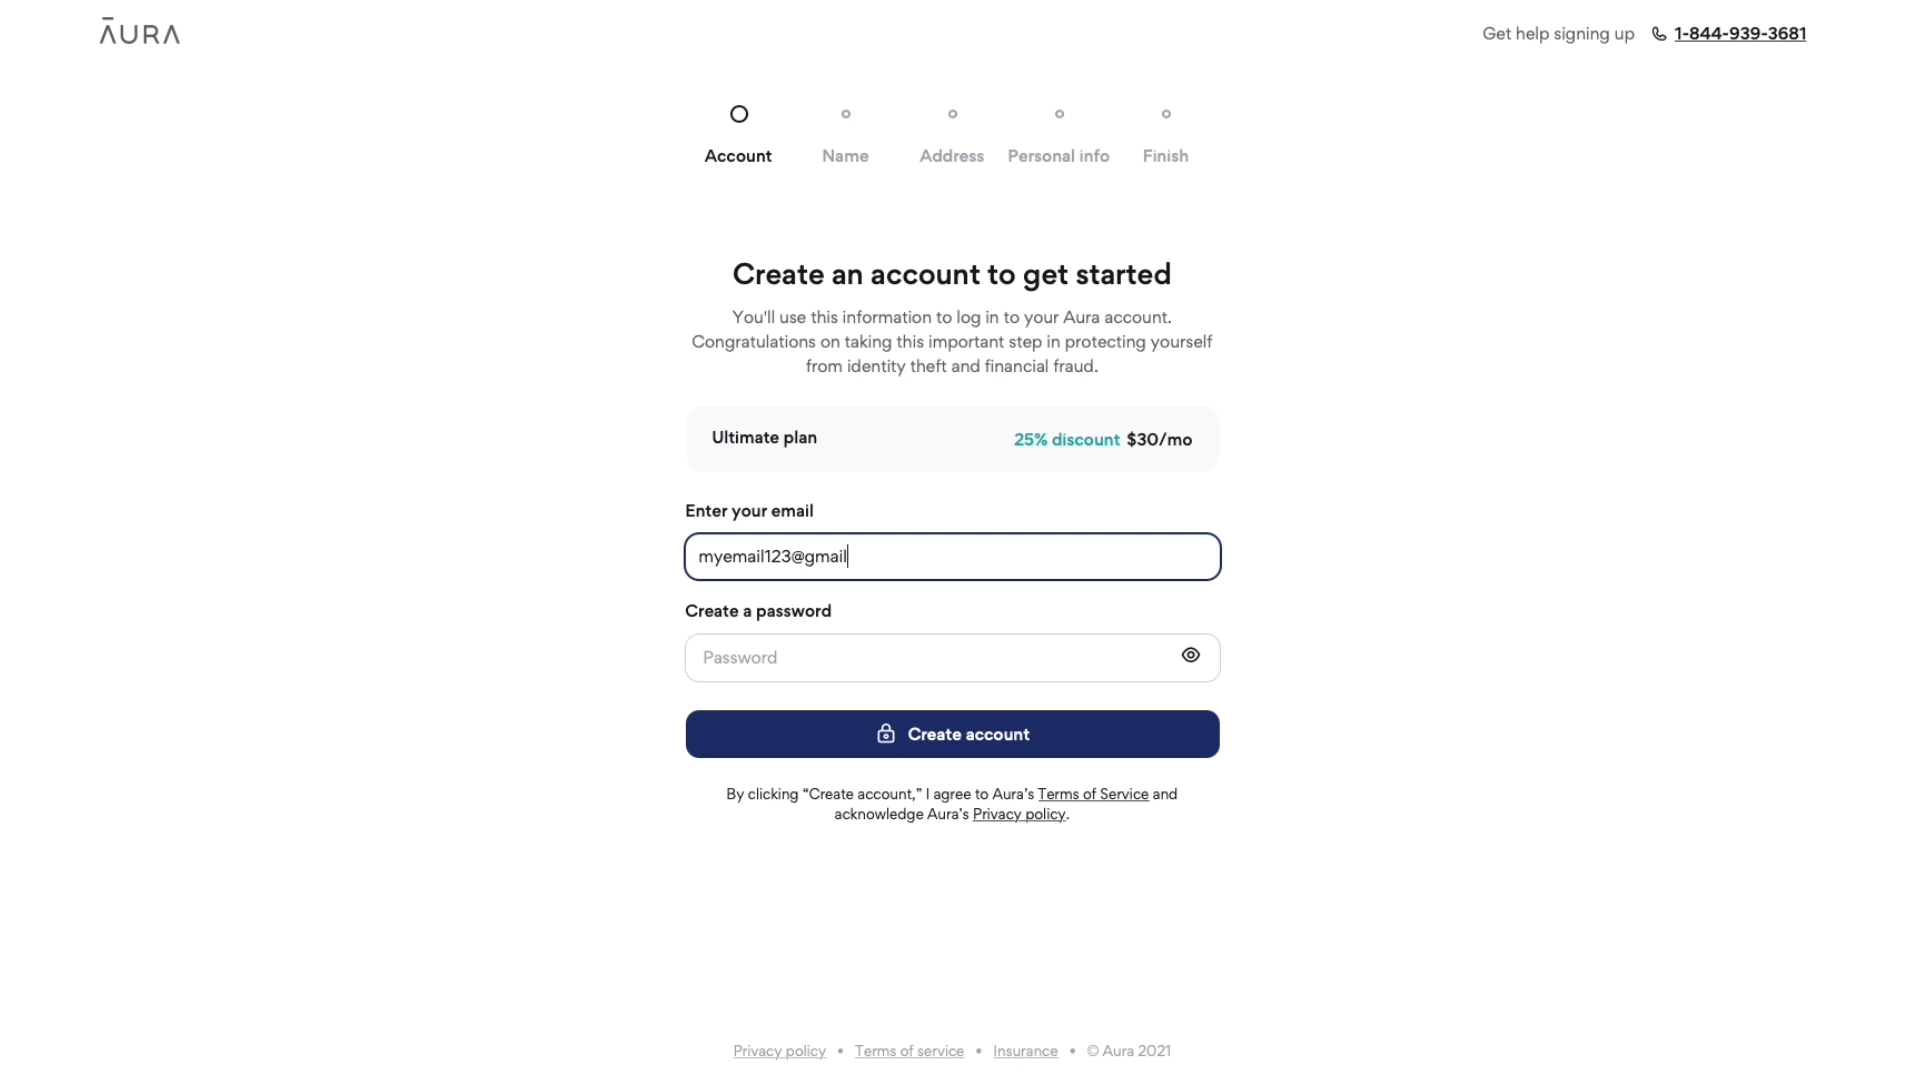 ĀURA
Get help signing up 1-844-939-3681
Account Name Address Personal info Finish
Create an account to get started
You'll use this information to log in to your Aura account.
Congratulations on taking this important step in protecting yourself
from identity theft and financial fraud.
Ultimate plan 25% discount $30/mo
Enter your email
myemail123@gmail
Create a password
Password
Create account
By clicking “Create account,” I agree to Aura’s Terms of Service and
acknowledge Aura’s Privacy policy.
Privacy policy • Terms of service • Insurance • © Aura 2021